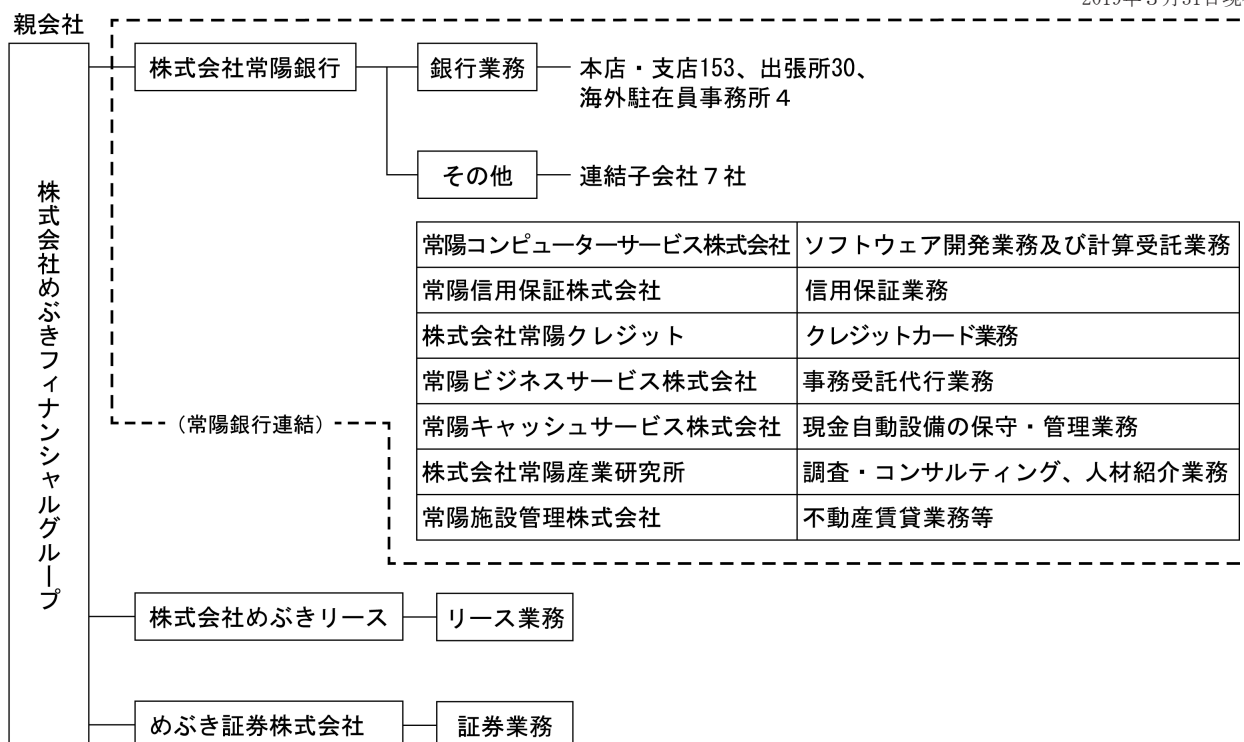 2019年3月31日現
親会社
株式会社めぶきフィナンシャルグループ
株式会社常陽銀行
銀行業務
本店・支店153、出張所30、
海外駐在員事務所4
その他
連結子会社7社
常陽コンピューターサービス株式会社 ソフトウェア開発業務及び計算受託業務
常陽信用保証株式会社 信用保証業務
株式会社常陽クレジット クレジットカード業務
常陽ビジネスサービス株式会社 事務受託代行業務
常陽キャッシュサービス株式会社 現金自動設備の保守・管理業務
株式会社常陽産業研究所 調査・コンサルティング、人材紹介業務
常陽施設管理株式会社 不動産賃貸業務等
(常陽銀行連結)
株式会社めぶきリース
リース業務
めぶき証券株式会社
証券業務